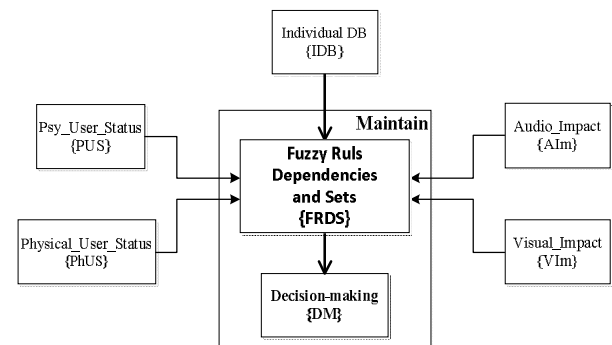 Individual DB
{IDB}
Maintain
Psy_User_Status
{PUS}
Fuzzy Ruls
Dependencies
and Sets
{FRDS}
Audio_Impact
{AIm}
Physical_User_Status
{PhUS}
Visual_Impact
{VIm}
Decision-making
{DM}